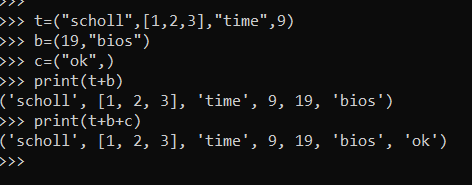 >>>
>>> t=("scholl",[1,2,3],"time",9)
>>> b=(19,"bios")
>>> c=("ok",)
>>> print(t+b)
('scholl', [1, 2, 3], 'time', 9, 19, 'bios')
>>> print(t+b+c)
('scholl', [1, 2, 3], 'time', 9, 19, 'bios', 'ok')
>>>